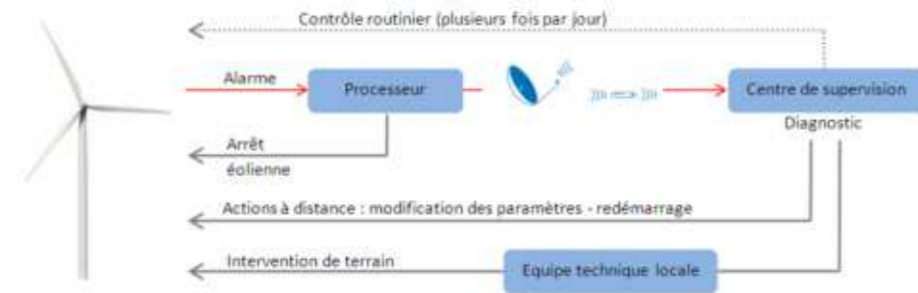 Contrôle routinier (plusieurs fois par jour)
Alarme
Processeur
Centre de supervision
Diagnostic
Arrêt
éolienne
Actions à distance : modification des paramètres - redémarrage
Intervention de terrain
Equipe technique locale